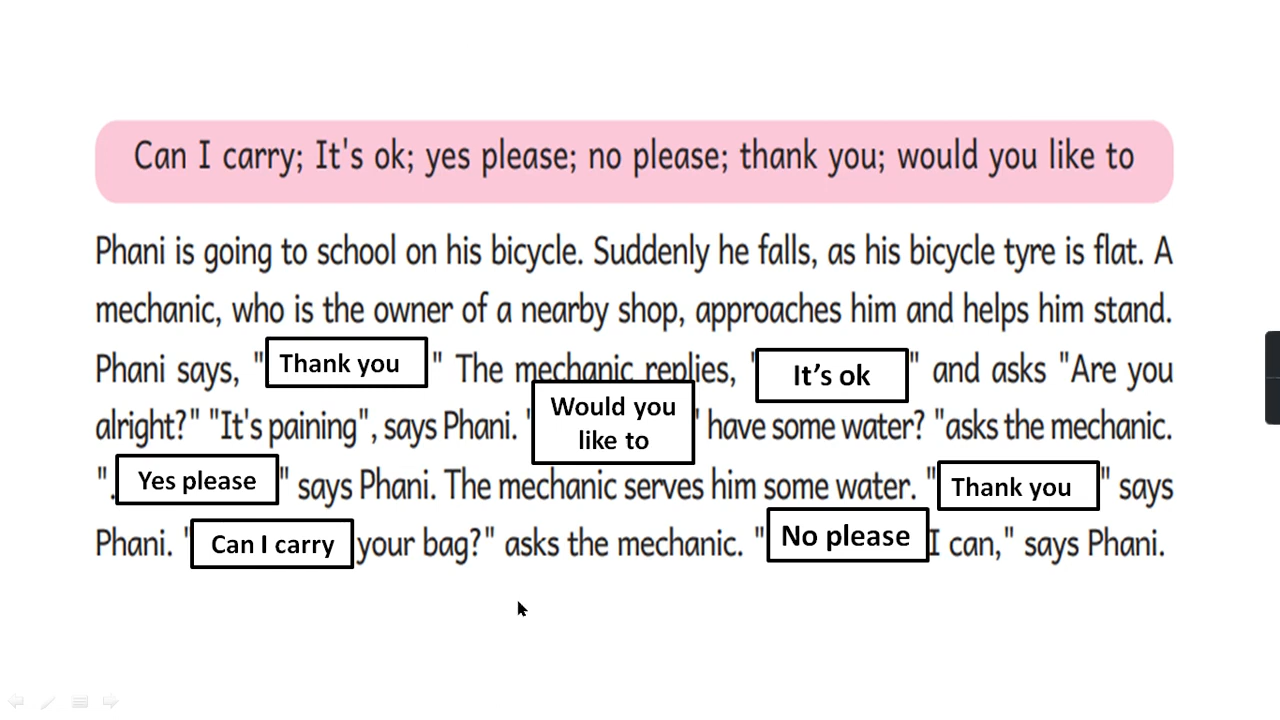 Can I carry; It's ok; yes please; no please; thank you; would you like to
Phani is going to school on his bicycle. Suddenly he falls, as his bicycle tyre is flat. A
mechanic, who is the owner of a nearby shop, approaches him and helps him stand.
Phani says, "Thank you" The mechanic replies, "It’s ok" and asks "Are you
alright?" "It's paining", says Phani. 'Would you like to' have some water? "asks the mechanic.
".Yes please" says Phani. The mechanic serves him some water. "Thank you" says
Phani. "Can I carry your bag?" asks the mechanic. "No please I can," says Phani.